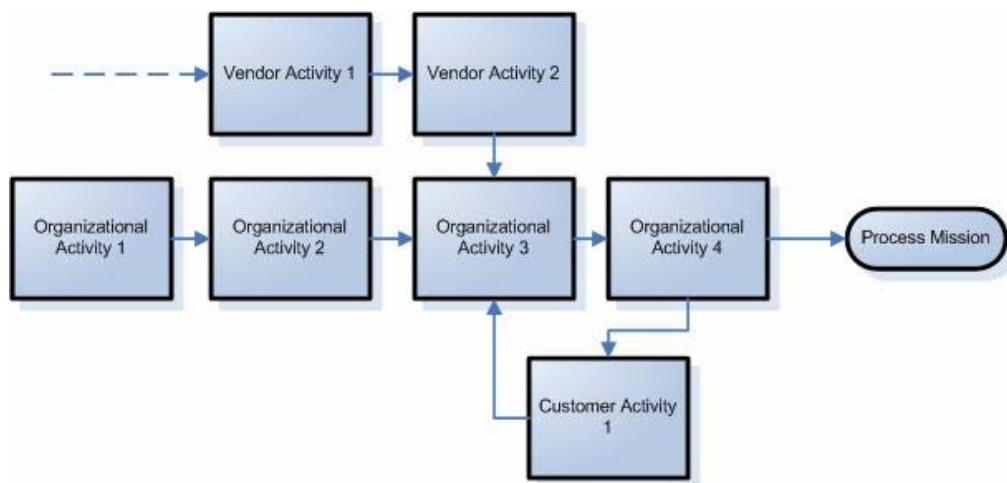 Vendor Activity 1
Vendor Activity 2
Organizational
Activity 1
Organizational
Activity 2
Organizational
Activity 3
Organizational
Activity 4
Process Mission
Customer Activity
1